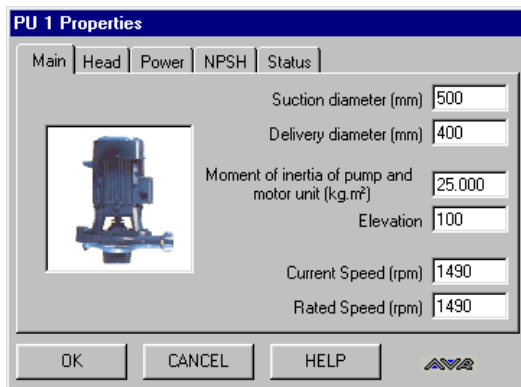 PU 1 Properties
Main Head Power NPSH Status
Suction diameter (mm) 500
Delivery diameter (mm) 400
Moment of inertia of pump and
motor unit (kg.m²) 25.000
Elevation 100
Current Speed (rpm) 1490
Rated Speed (rpm) 1490
OK CANCEL HELP